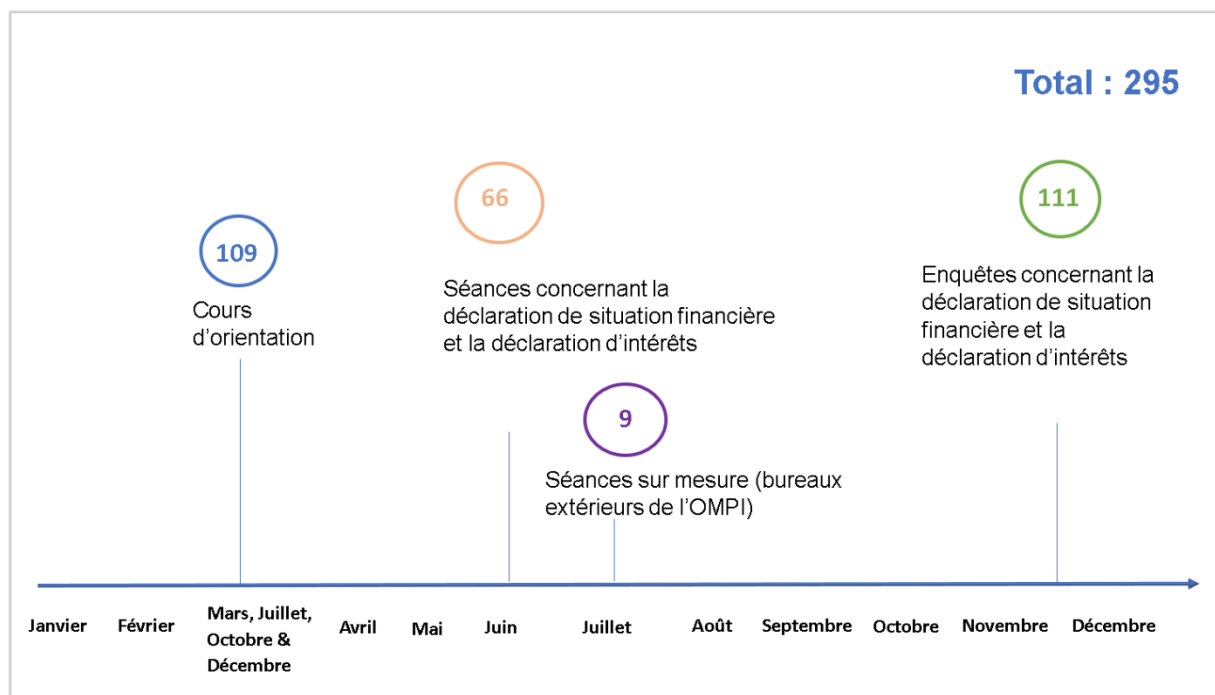 Total : 295
109
Cours
d’orientation
66
Séances concernant la
déclaration de situation financière
et la déclaration d’intérêts
9
Séances sur mesure (bureaux
extérieurs de l’OMPI)
111
Enquêtes concernant la
déclaration de situation
financière et la
déclaration d’intérêts
Janvier
Février
Mars, Juillet,
Octobre &
Décembre
Avril
Mai
Juin
Juillet
Août
Septembre
Octobre
Novembre
Décembre